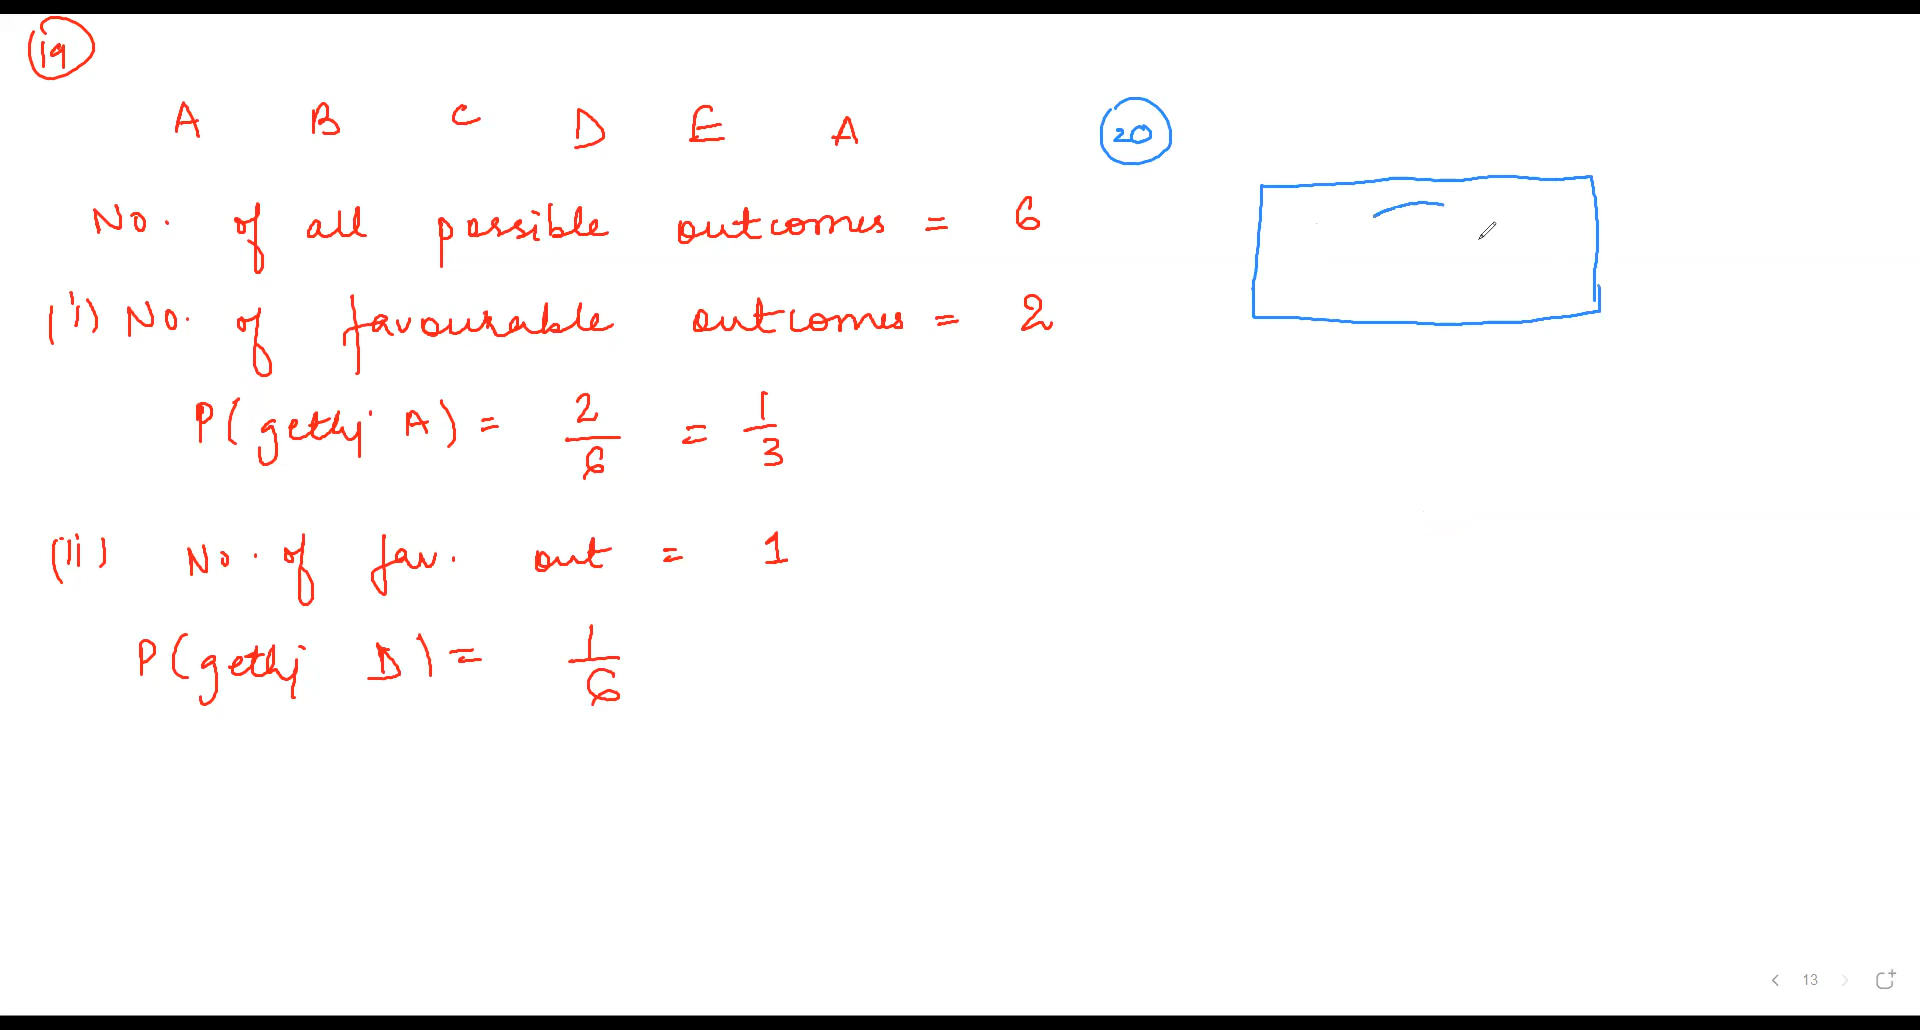 19
A B C D E A
No. of all possible outcomes = 6
(i) No. of favourable outcomes = 2
P(getting A) = 2/6 = 1/3
(ii) No. of fav. out = 1
P(getting D) = 1/6
20
13